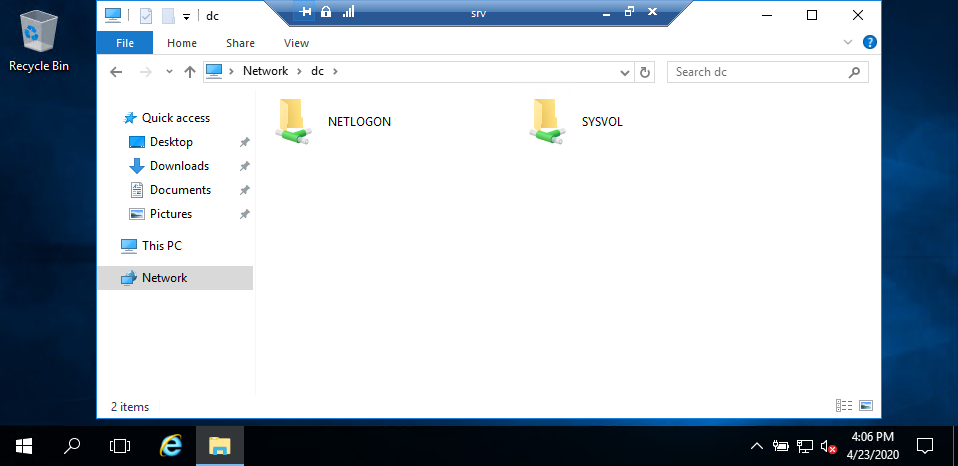 dc
srv
File
Home
Share
View
Network
dc
Search dc
Recycle Bin
Quick access
Desktop
Downloads
Documents
Pictures
This PC
Network
NETLOGON
SYSVOL
2 items
4:06 PM
4/23/2020